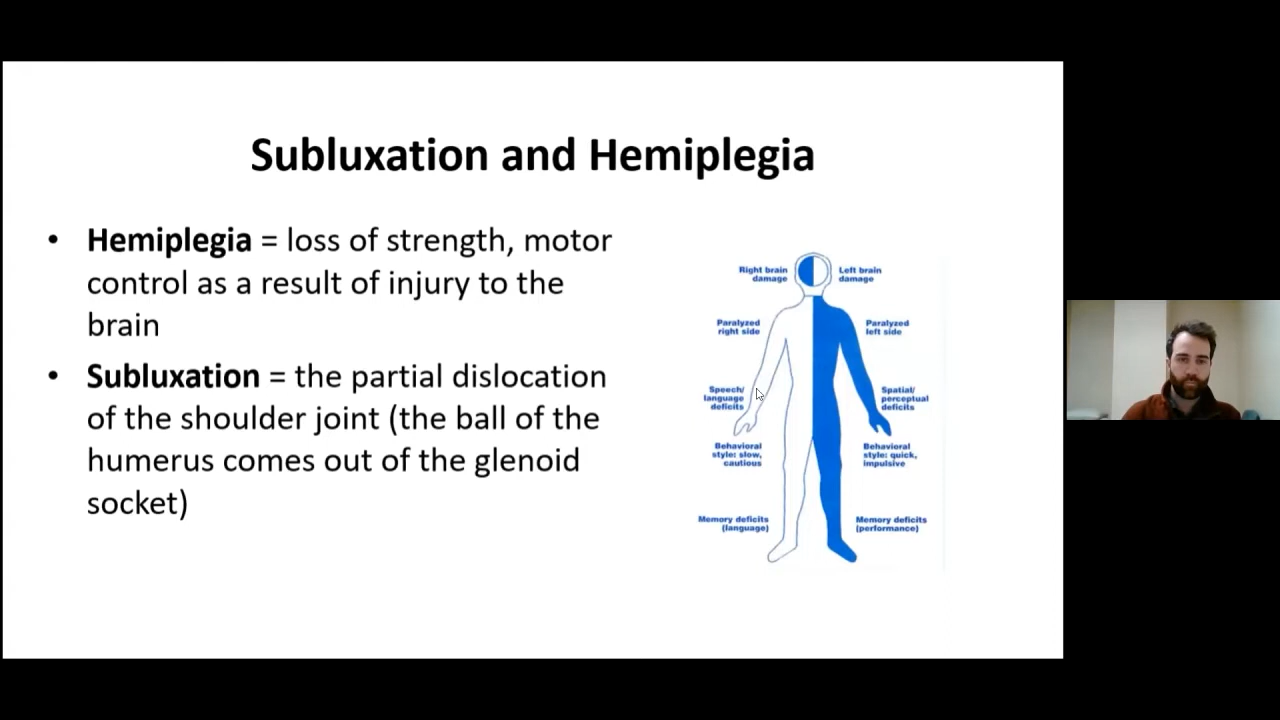 Subluxation and Hemiplegia
• Hemiplegia = loss of strength, motor
control as a result of injury to the
brain
• Subluxation = the partial dislocation
of the shoulder joint (the ball of the
humerus comes out of the glenoid
socket)
Right brain
damage
Left brain
damage
Paralyzed
right side
Paralyzed
left side
Speech/
language
deficits
Spatial/
perceptual
deficits
Behavioral
style: slow,
cautious
Behavioral
style: quick,
impulsive
Memory deficits
(language)
Memory deficits
(performance)